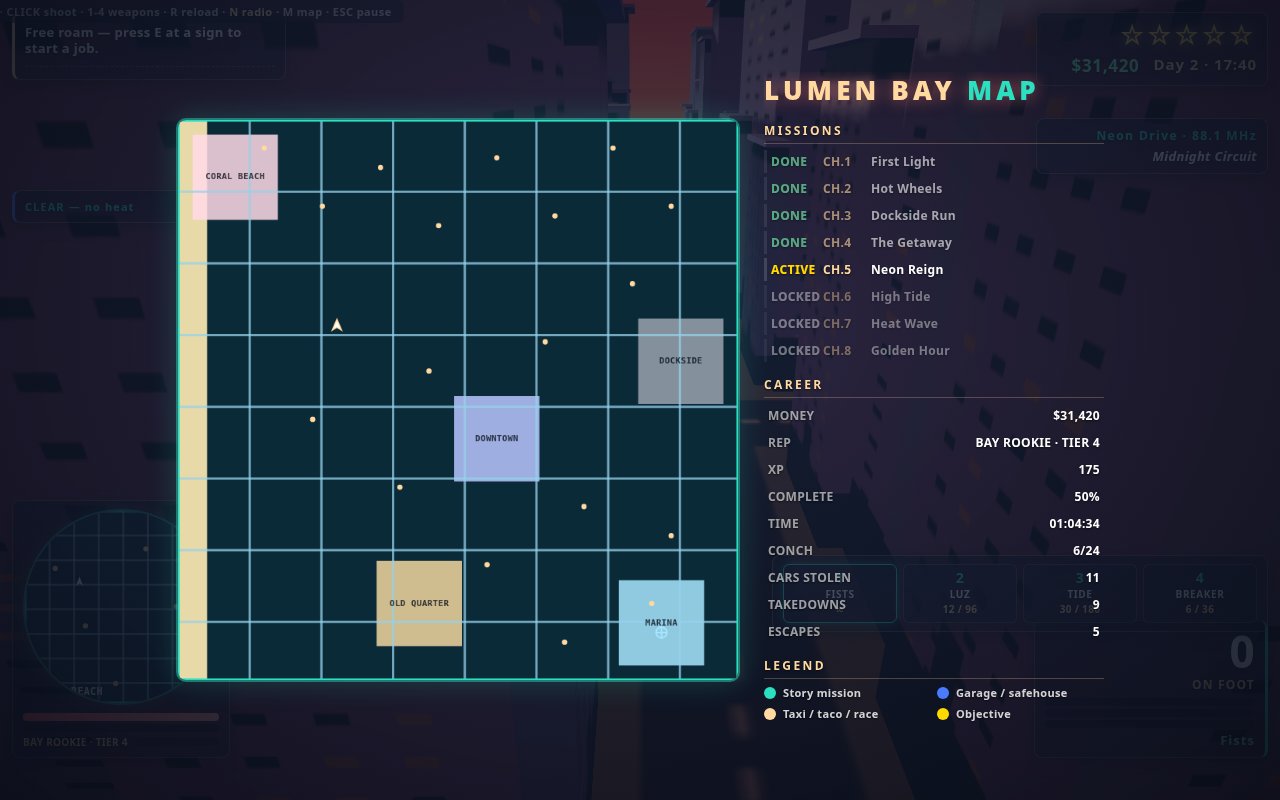 CLICK shoot · 1-4 weapons · R reload · N radio · M map · ESC pause
Free roam — press E at a sign to
start a job.
$31,420 Day 2 · 17:40
Neon Drive · 88.1 MHz
Midnight Circuit
CLEAR — no heat
CORAL BEACH
DOCKSIDE
DOWNTOWN
OLD QUARTER
MARINA
BEACH
BAY ROOKIE · TIER 4
LUMEN BAY MAP
MISSIONS
DONE CH.1 First Light
DONE CH.2 Hot Wheels
DONE CH.3 Dockside Run
DONE CH.4 The Getaway
ACTIVE CH.5 Neon Reign
LOCKED CH.6 High Tide
LOCKED CH.7 Heat Wave
LOCKED CH.8 Golden Hour
CAREER
MONEY $31,420
REP BAY ROOKIE · TIER 4
XP 175
COMPLETE 50%
TIME 01:04:34
CONCH 6/24
CARS STOLEN 11
TAKEDOWNS 9
ESCAPES 5
FISTS
2
LUZ
12 / 96
3
TIDE
4
BREAKER
6 / 36
0
ON FOOT
Fists
LEGEND
Story mission Garage / safehouse
Taxi / taco / race Objective